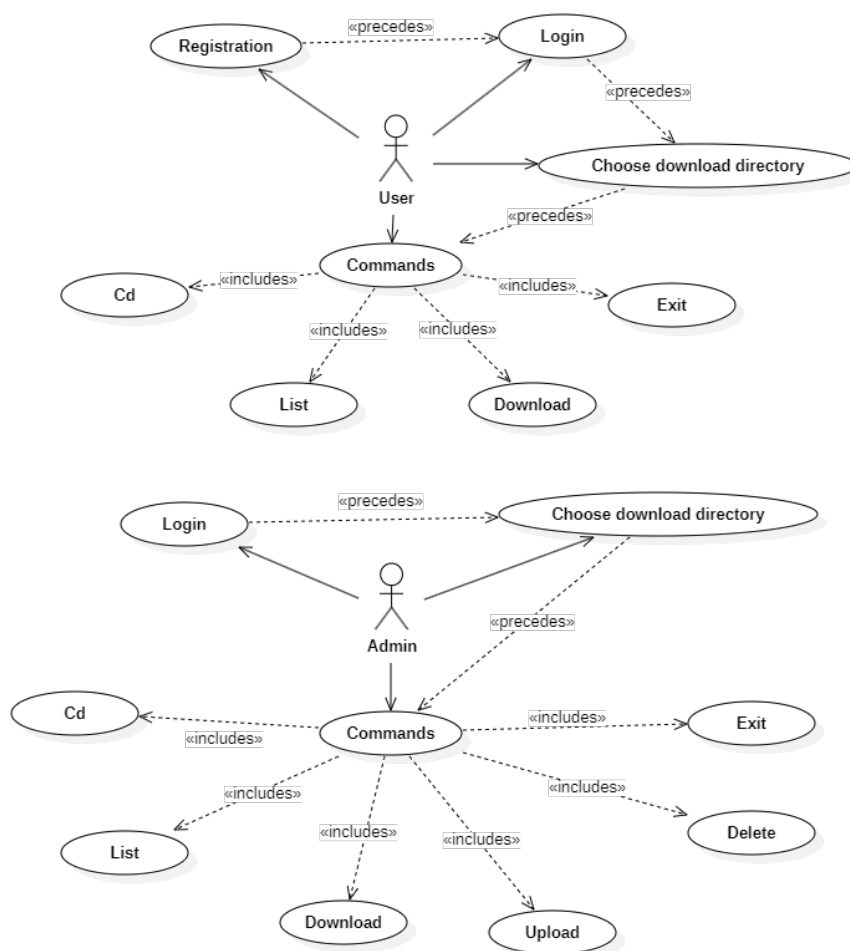 «precedes»
Registration
Login
«precedes»
Choose download directory
User
«precedes»
Commands
«includes»
«includes»
Cd
Exit
«includes»
«includes»
List
Download
«precedes»
Login
Choose download directory
«precedes»
Admin
Cd
«includes»
Commands
«includes»
Exit
«includes»
«includes»
List
«includes»
«includes»
Delete
Download
Upload